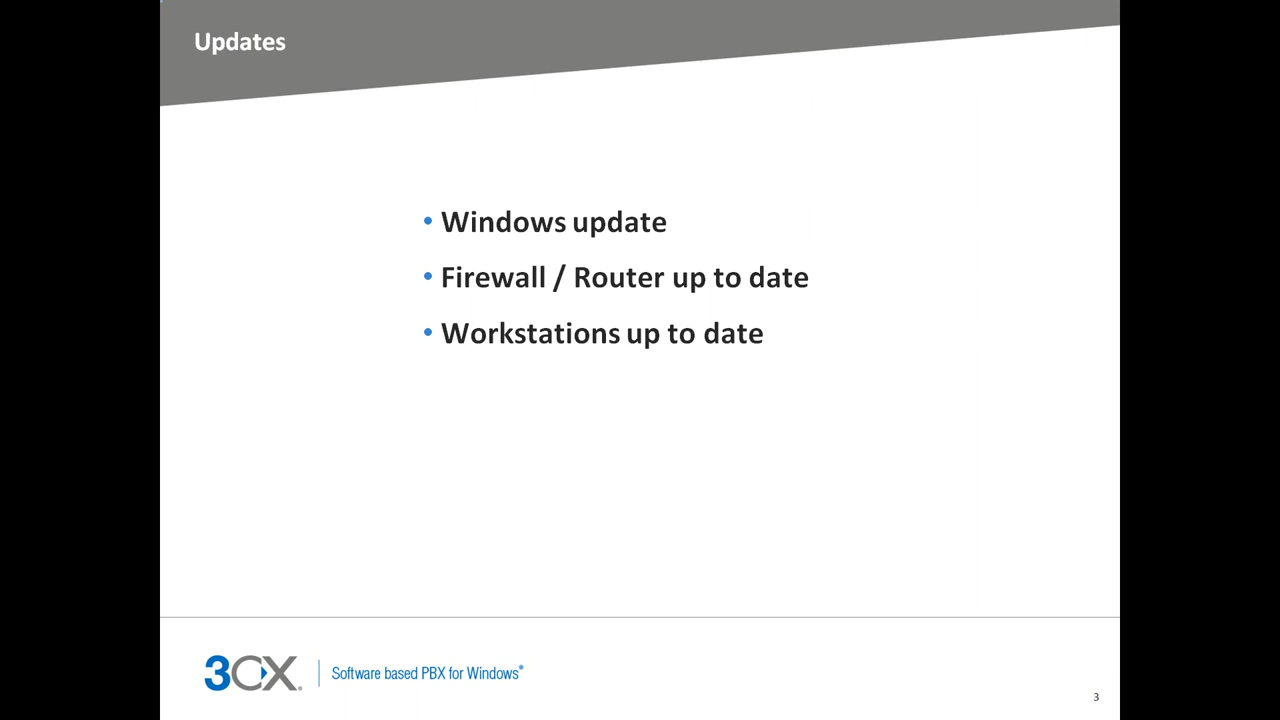 Updates
• Windows update
• Firewall / Router up to date
• Workstations up to date
3CX® Software based PBX for Windows®
3